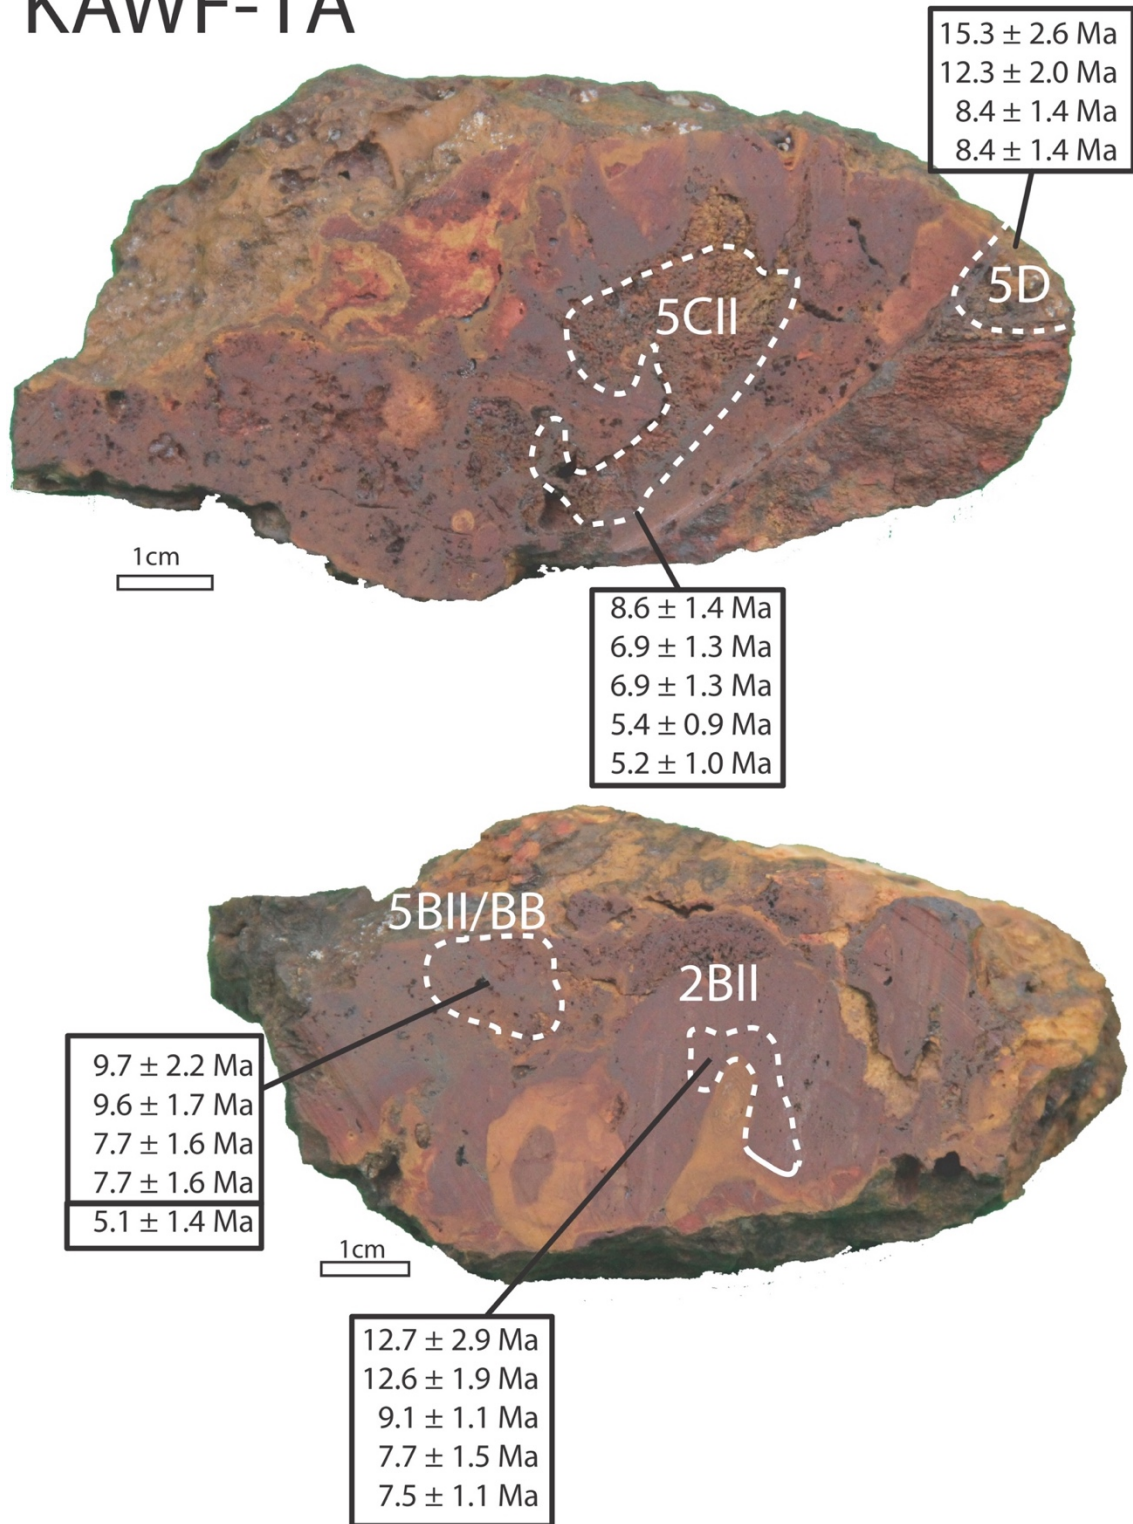 KAWF-1A
15.3 ± 2.6 Ma
12.3 ± 2.0 Ma
8.4 ± 1.4 Ma
8.4 ± 1.4 Ma
5D
5CII
1cm
8.6 ± 1.4 Ma
6.9 ± 1.3 Ma
6.9 ± 1.3 Ma
5.4 ± 0.9 Ma
5.2 ± 1.0 Ma
5BII/BB
2BII
9.7 ± 2.2 Ma
9.6 ± 1.7 Ma
7.7 ± 1.6 Ma
7.7 ± 1.6 Ma
5.1 ± 1.4 Ma
1cm
12.7 ± 2.9 Ma
12.6 ± 1.9 Ma
9.1 ± 1.1 Ma
7.7 ± 1.5 Ma
7.5 ± 1.1 Ma